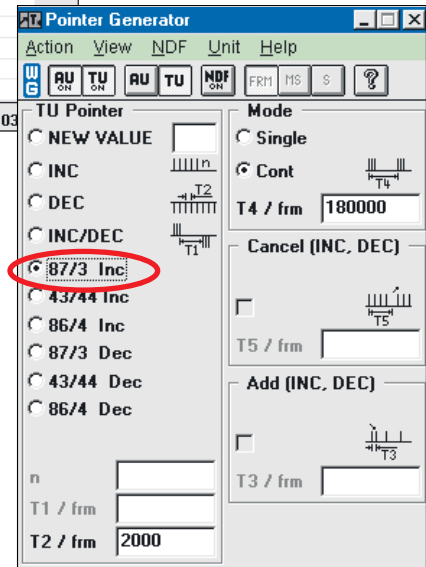 Pointer Generator
Action View NDF Unit Help
WG AU ON TU ON AU TU NDF ON FRM MS S ?
03
TU Pointer
NEW VALUE
INC n
DEC T2
INC/DEC T1
87/3 Inc
43/44 Inc
86/4 Inc
87/3 Dec
43/44 Dec
86/4 Dec
n
T1 / frm
T2 / frm 2000
Mode
Single
Cont T4
T4 / frm 180000
Cancel (INC, DEC)
T5
T5 / frm
Add (INC, DEC)
T3
T3 / frm